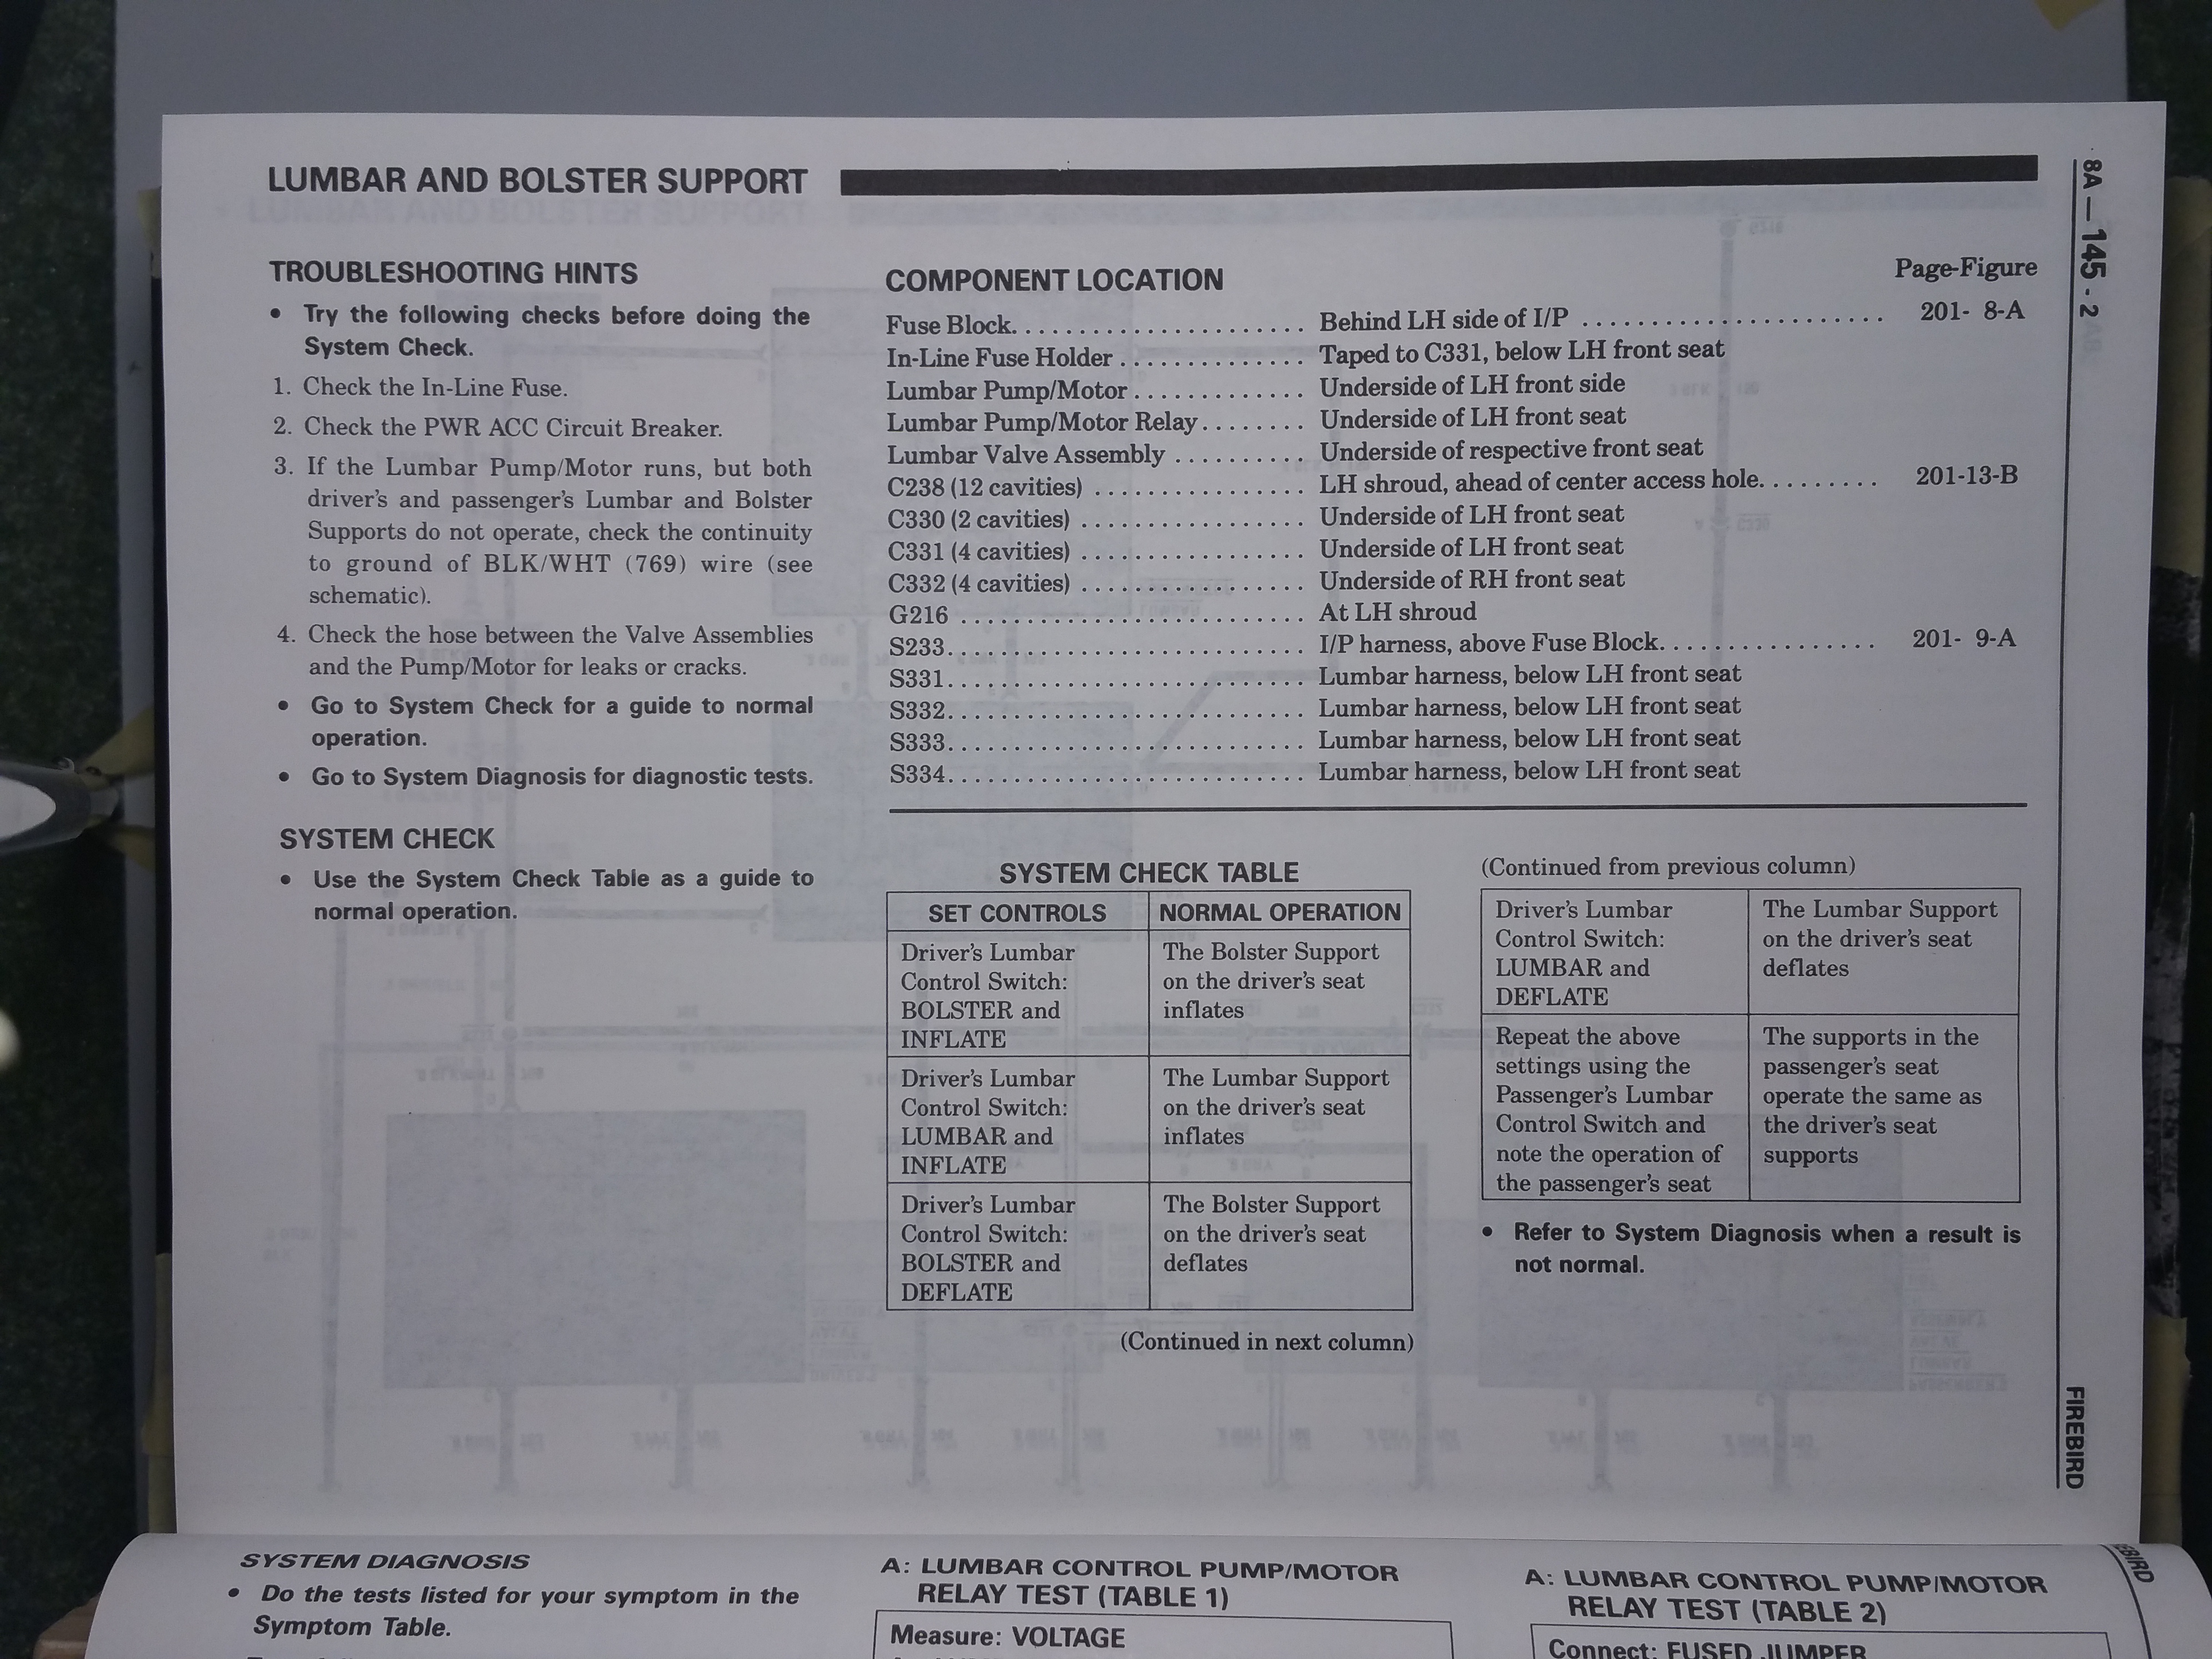 LUMBAR AND BOLSTER SUPPORT
8A — 145 - 2
TROUBLESHOOTING HINTS
• Try the following checks before doing the
System Check.
1. Check the In-Line Fuse.
2. Check the PWR ACC Circuit Breaker.
3. If the Lumbar Pump/Motor runs, but both
driver's and passenger's Lumbar and Bolster
Supports do not operate, check the continuity
to ground of BLK/WHT (769) wire (see
schematic).
4. Check the hose between the Valve Assemblies
and the Pump/Motor for leaks or cracks.
• Go to System Check for a guide to normal
operation.
• Go to System Diagnosis for diagnostic tests.
SYSTEM CHECK
• Use the System Check Table as a guide to
normal operation.
COMPONENT LOCATION Page-Figure
Fuse Block. . . . . . . . . . . . . . . . . . . . . . . Behind LH side of I/P . . . . . . . . . . . . . . . . . . . . . . 201- 8-A
In-Line Fuse Holder . . . . . . . . . . . . . . Taped to C331, below LH front seat
Lumbar Pump/Motor . . . . . . . . . . . . . Underside of LH front side
Lumbar Pump/Motor Relay . . . . . . . . Underside of LH front seat
Lumbar Valve Assembly . . . . . . . . . . Underside of respective front seat
C238 (12 cavities) . . . . . . . . . . . . . . . . LH shroud, ahead of center access hole. . . . . . . . . 201-13-B
C330 (2 cavities) . . . . . . . . . . . . . . . . . Underside of LH front seat
C331 (4 cavities) . . . . . . . . . . . . . . . . . Underside of LH front seat
C332 (4 cavities) . . . . . . . . . . . . . . . . . Underside of RH front seat
G216 . . . . . . . . . . . . . . . . . . . . . . . . . . At LH shroud
S233. . . . . . . . . . . . . . . . . . . . . . . . . . . I/P harness, above Fuse Block. . . . . . . . . . . . . . . 201- 9-A
S331. . . . . . . . . . . . . . . . . . . . . . . . . . . Lumbar harness, below LH front seat
S332. . . . . . . . . . . . . . . . . . . . . . . . . . . Lumbar harness, below LH front seat
S333. . . . . . . . . . . . . . . . . . . . . . . . . . . Lumbar harness, below LH front seat
S334. . . . . . . . . . . . . . . . . . . . . . . . . . . Lumbar harness, below LH front seat
SYSTEM CHECK TABLE
SET CONTROLS NORMAL OPERATION
Driver's Lumbar The Bolster Support
Control Switch: on the driver's seat
BOLSTER and inflates
INFLATE
Driver's Lumbar The Lumbar Support
Control Switch: on the driver's seat
LUMBAR and inflates
INFLATE
Driver's Lumbar The Bolster Support
Control Switch: on the driver's seat
BOLSTER and deflates
DEFLATE
(Continued in next column)
(Continued from previous column)
Driver's Lumbar The Lumbar Support
Control Switch: on the driver's seat
LUMBAR and deflates
DEFLATE
Repeat the above The supports in the
settings using the passenger's seat
Passenger's Lumbar operate the same as
Control Switch and the driver's seat
note the operation of supports
the passenger's seat
• Refer to System Diagnosis when a result is
not normal.
FIREBIRD
SYSTEM DIAGNOSIS
• Do the tests listed for your symptom in the
Symptom Table.
A: LUMBAR CONTROL PUMP/MOTOR
RELAY TEST (TABLE 1)
Measure: VOLTAGE
A: LUMBAR CONTROL PUMP/MOTOR
RELAY TEST (TABLE 2)
Connect: FUSED JUMPER